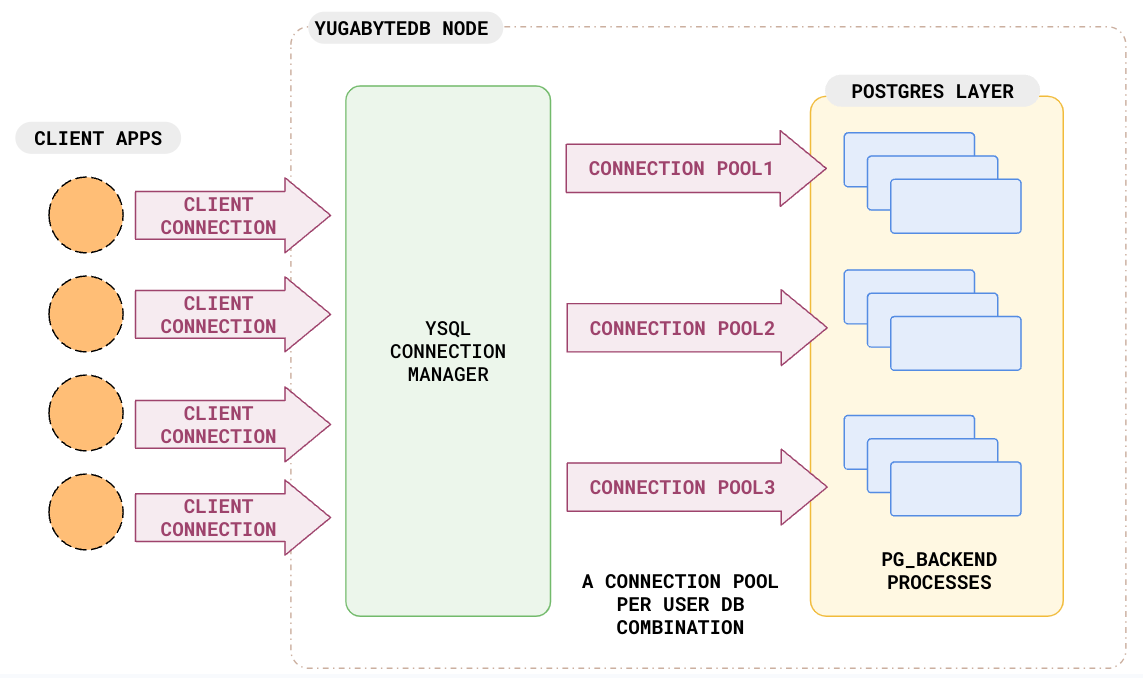 YUGABYTEDB NODE
CLIENT APPS
CLIENT
CONNECTION
CLIENT
CONNECTION
CLIENT
CONNECTION
CLIENT
CONNECTION
YSQL
CONNECTION
MANAGER
CONNECTION POOL1
CONNECTION POOL2
CONNECTION POOL3
A CONNECTION POOL
PER USER DB
COMBINATION
POSTGRES LAYER
PG_BACKEND
PROCESSES